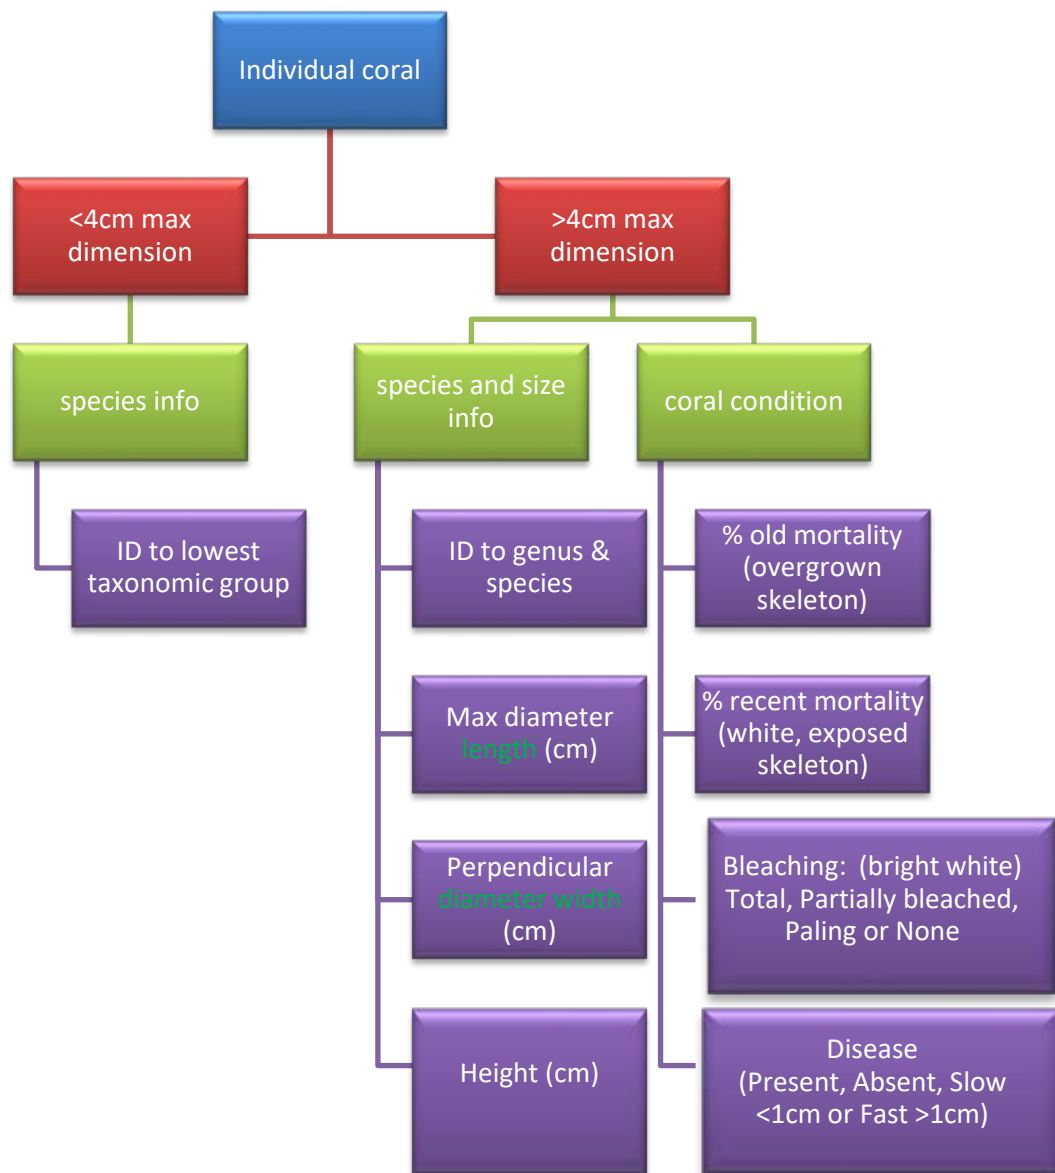 Individual coral
<4cm max
dimension
>4cm max
dimension
species info
species and size
info
coral condition
ID to lowest
taxonomic group
ID to genus &
species
Max diameter
length (cm)
Perpendicular
diameter width
(cm)
Height (cm)
% old mortality
(overgrown
skeleton)
% recent mortality
(white, exposed
skeleton)
Bleaching:  (bright white)
Total, Partially bleached,
Paling or None
Disease
(Present, Absent, Slow
<1cm or Fast >1cm)